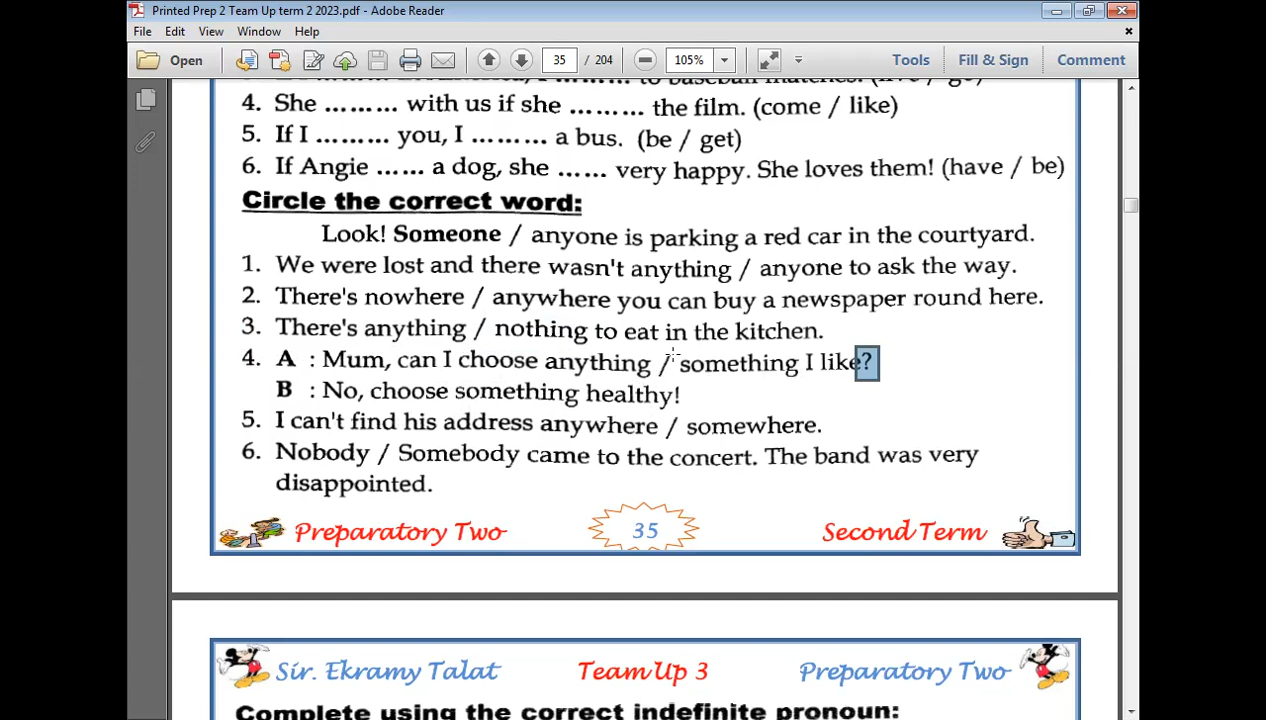 Printed Prep 2 Team Up term 2 2023.pdf - Adobe Reader
File Edit View Window Help
Open 35 / 204 105% Tools Fill & Sign Comment
to baseball matches. (live / go)
4. She ……… with us if she ……… the film. (come / like)
5. If I ……… you, I ……… a bus. (be / get)
6. If Angie …… a dog, she …… very happy. She loves them! (have / be)
Circle the correct word:
Look! Someone / anyone is parking a red car in the courtyard.
1. We were lost and there wasn't anything / anyone to ask the way.
2. There's nowhere / anywhere you can buy a newspaper round here.
3. There's anything / nothing to eat in the kitchen.
4. A : Mum, can I choose anything / something I like?
B : No, choose something healthy!
5. I can't find his address anywhere / somewhere.
6. Nobody / Somebody came to the concert. The band was very
disappointed.
Preparatory Two 35 Second Term
Sir. Ekramy Talat Team Up 3 Preparatory Two
Complete using the correct indefinite pronoun: